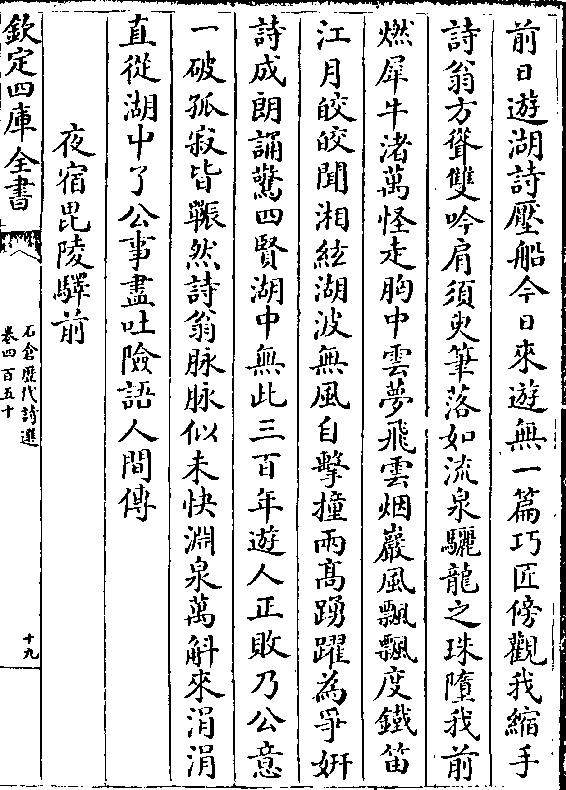 前日遊湖詩壓船今日來遊無一篇巧匠傍觀我縮手
詩翁方聳雙吟肩須臾筆落如流泉驪龍之珠墮我前
燃犀牛渚萬怪走胸中雲夢飛雲烟巖風飄飄度鐵笛
江月皎皎聞湘絃湖波無風自擊撞兩髙踴躍為爭妍
詩成朗誦驚四賢湖中無此三百年遊人正敗乃公意
一破孤寂皆囅然詩翁脉脉似未快淵泉萬斛來涓涓
直從湖中了公事盡吐險語人間傳
夜宿毘陵驛前
欽定四庫全書
石倉歴代詩選
卷四百五十
十九